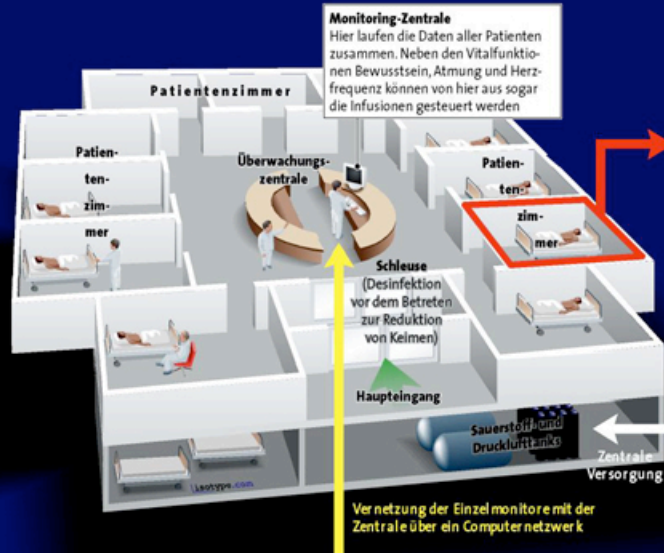 Monitoring-Zentrale
Hier laufen die Daten aller Patienten
zusammen. Neben den Vitalfunktio-
nen Bewusstsein, Atmung und Herz-
frequenz können von hier aus sogar
die Infusionen gesteuert werden
Patientenzimmer
Patien-
ten-
zim-
mer
Überwachungs-
zentrale
Patien-
ten-
zim-
mer
Schleuse
(Desinfektion
vor dem Betreten
zur Reduktion
von Keimen)
Haupteingang
Sauerstoff- und
Drucklufttanks
Zentrale
Versorgung
isotype.com
Vernetzung der Einzelmonitore mit der
Zentrale über ein Computernetzwerk